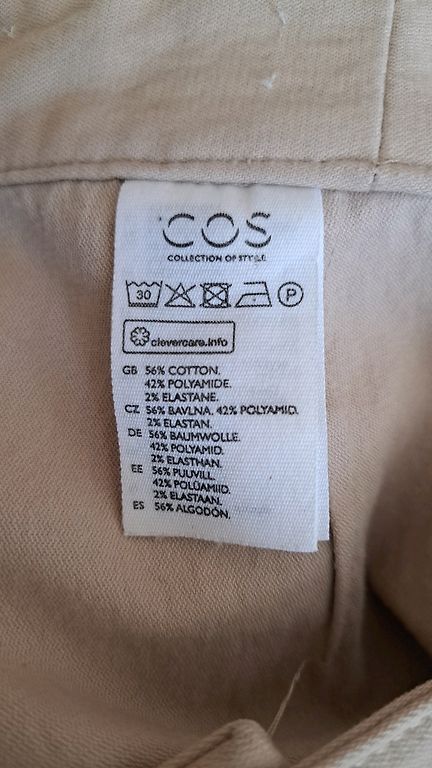 COS
COLLECTION OF STYLE
30 P
clevercare.info
GB 56% COTTON.
42% POLYAMIDE.
2% ELASTANE.
CZ 56% BAVLNA. 42% POLYAMID.
2% ELASTAN.
DE 56% BAUMWOLLE.
42% POLYAMID.
2% ELASTHAN.
EE 56% PUUVILL.
42% POLÜAMIID.
2% ELASTAAN.
ES 56% ALGODÓN.